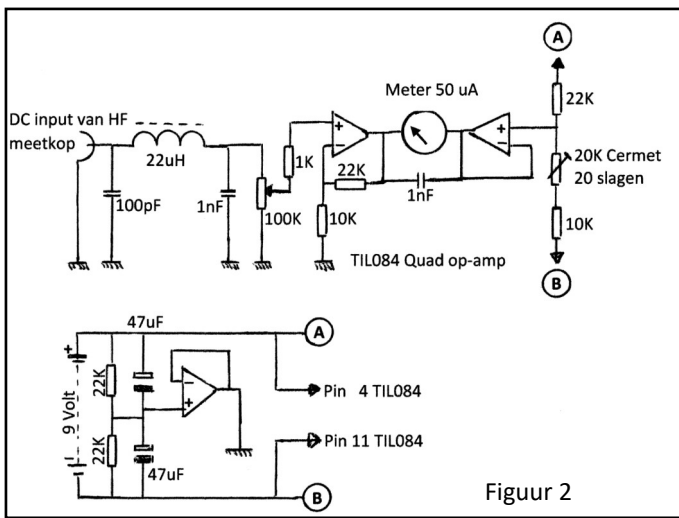 A
Meter 50 uA
DC input van HF
meetkop
22K
22uH
1K
20K Cermet
20 slagen
22K
1nF
100pF
1nF
100K
10K
10K
TIL084 Quad op-amp
B
47uF
A
+
22K
9 Volt
Pin 4 TIL084
22K
Pin 11 TIL084
47uF
B
Figuur 2